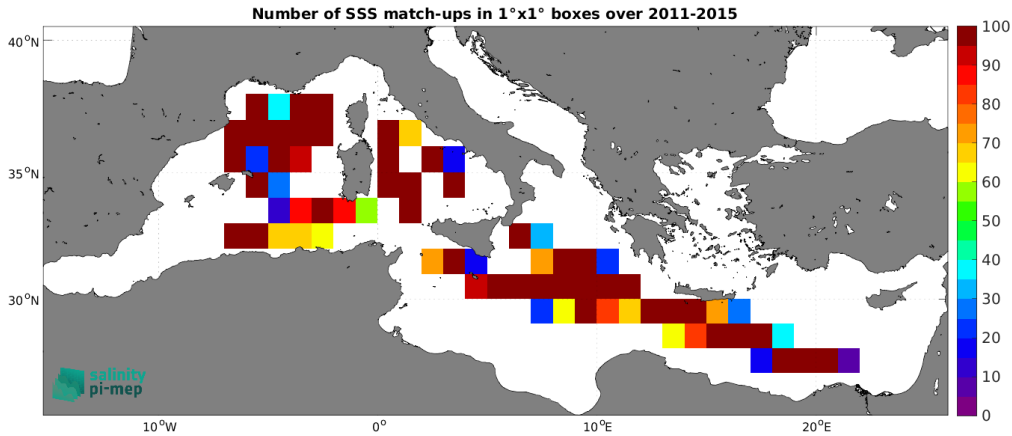 Number of SSS match-ups in 1°x1° boxes over 2011-2015
40°N
35°N
30°N
10°W
0°
10°E
20°E
100
90
80
70
60
50
40
30
20
10
0
salinity
pi-mep